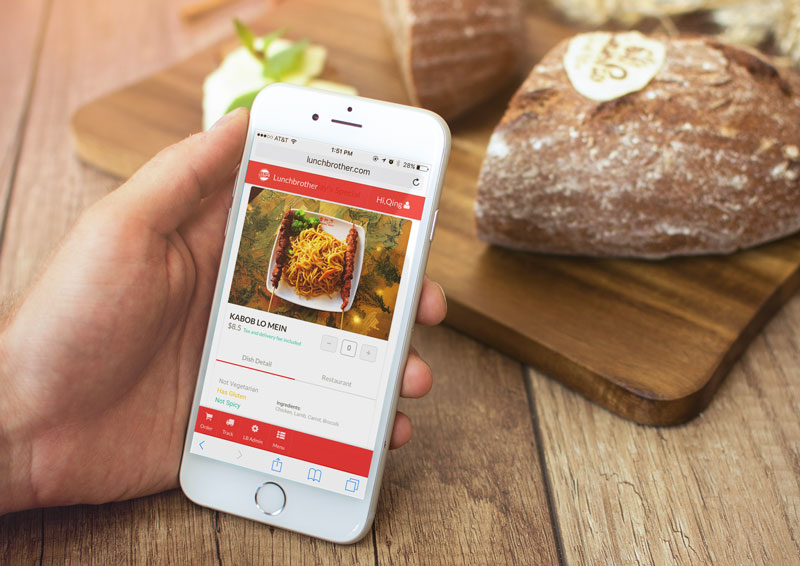 AT&T 1:51 PM 28%
lunchbrother.com
Lunchbrother Hi,Qing
KABOB LO MEIN
$8.5 Tax and delivery fee included
− 0 +
Dish Detail Restaurant
Not Vegetarian
Has Gluten
Not Spicy
Ingredients:
Chicken, Lamb, Carrot, Broccoli
Order Track LB Admin Menu